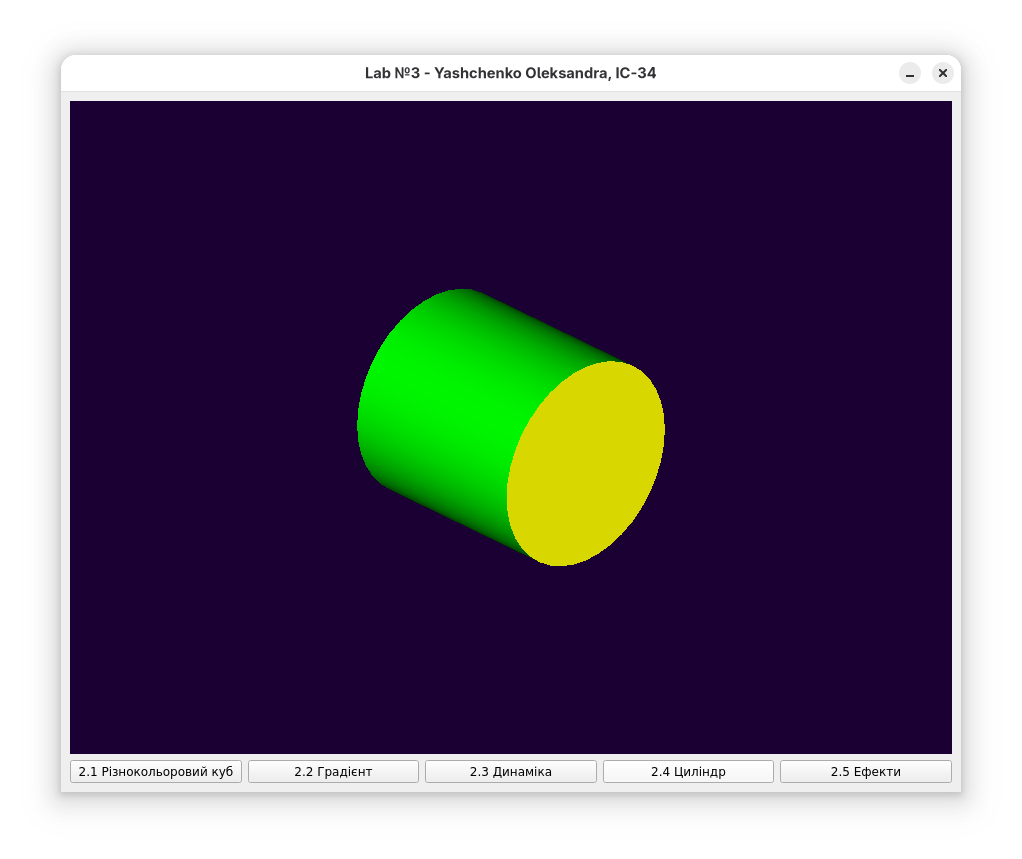 Lab №3 - Yashchenko Oleksandra, IC-34
2.1 Різнокольоровий куб
2.2 Градієнт
2.3 Динаміка
2.4 Циліндр
2.5 Ефекти